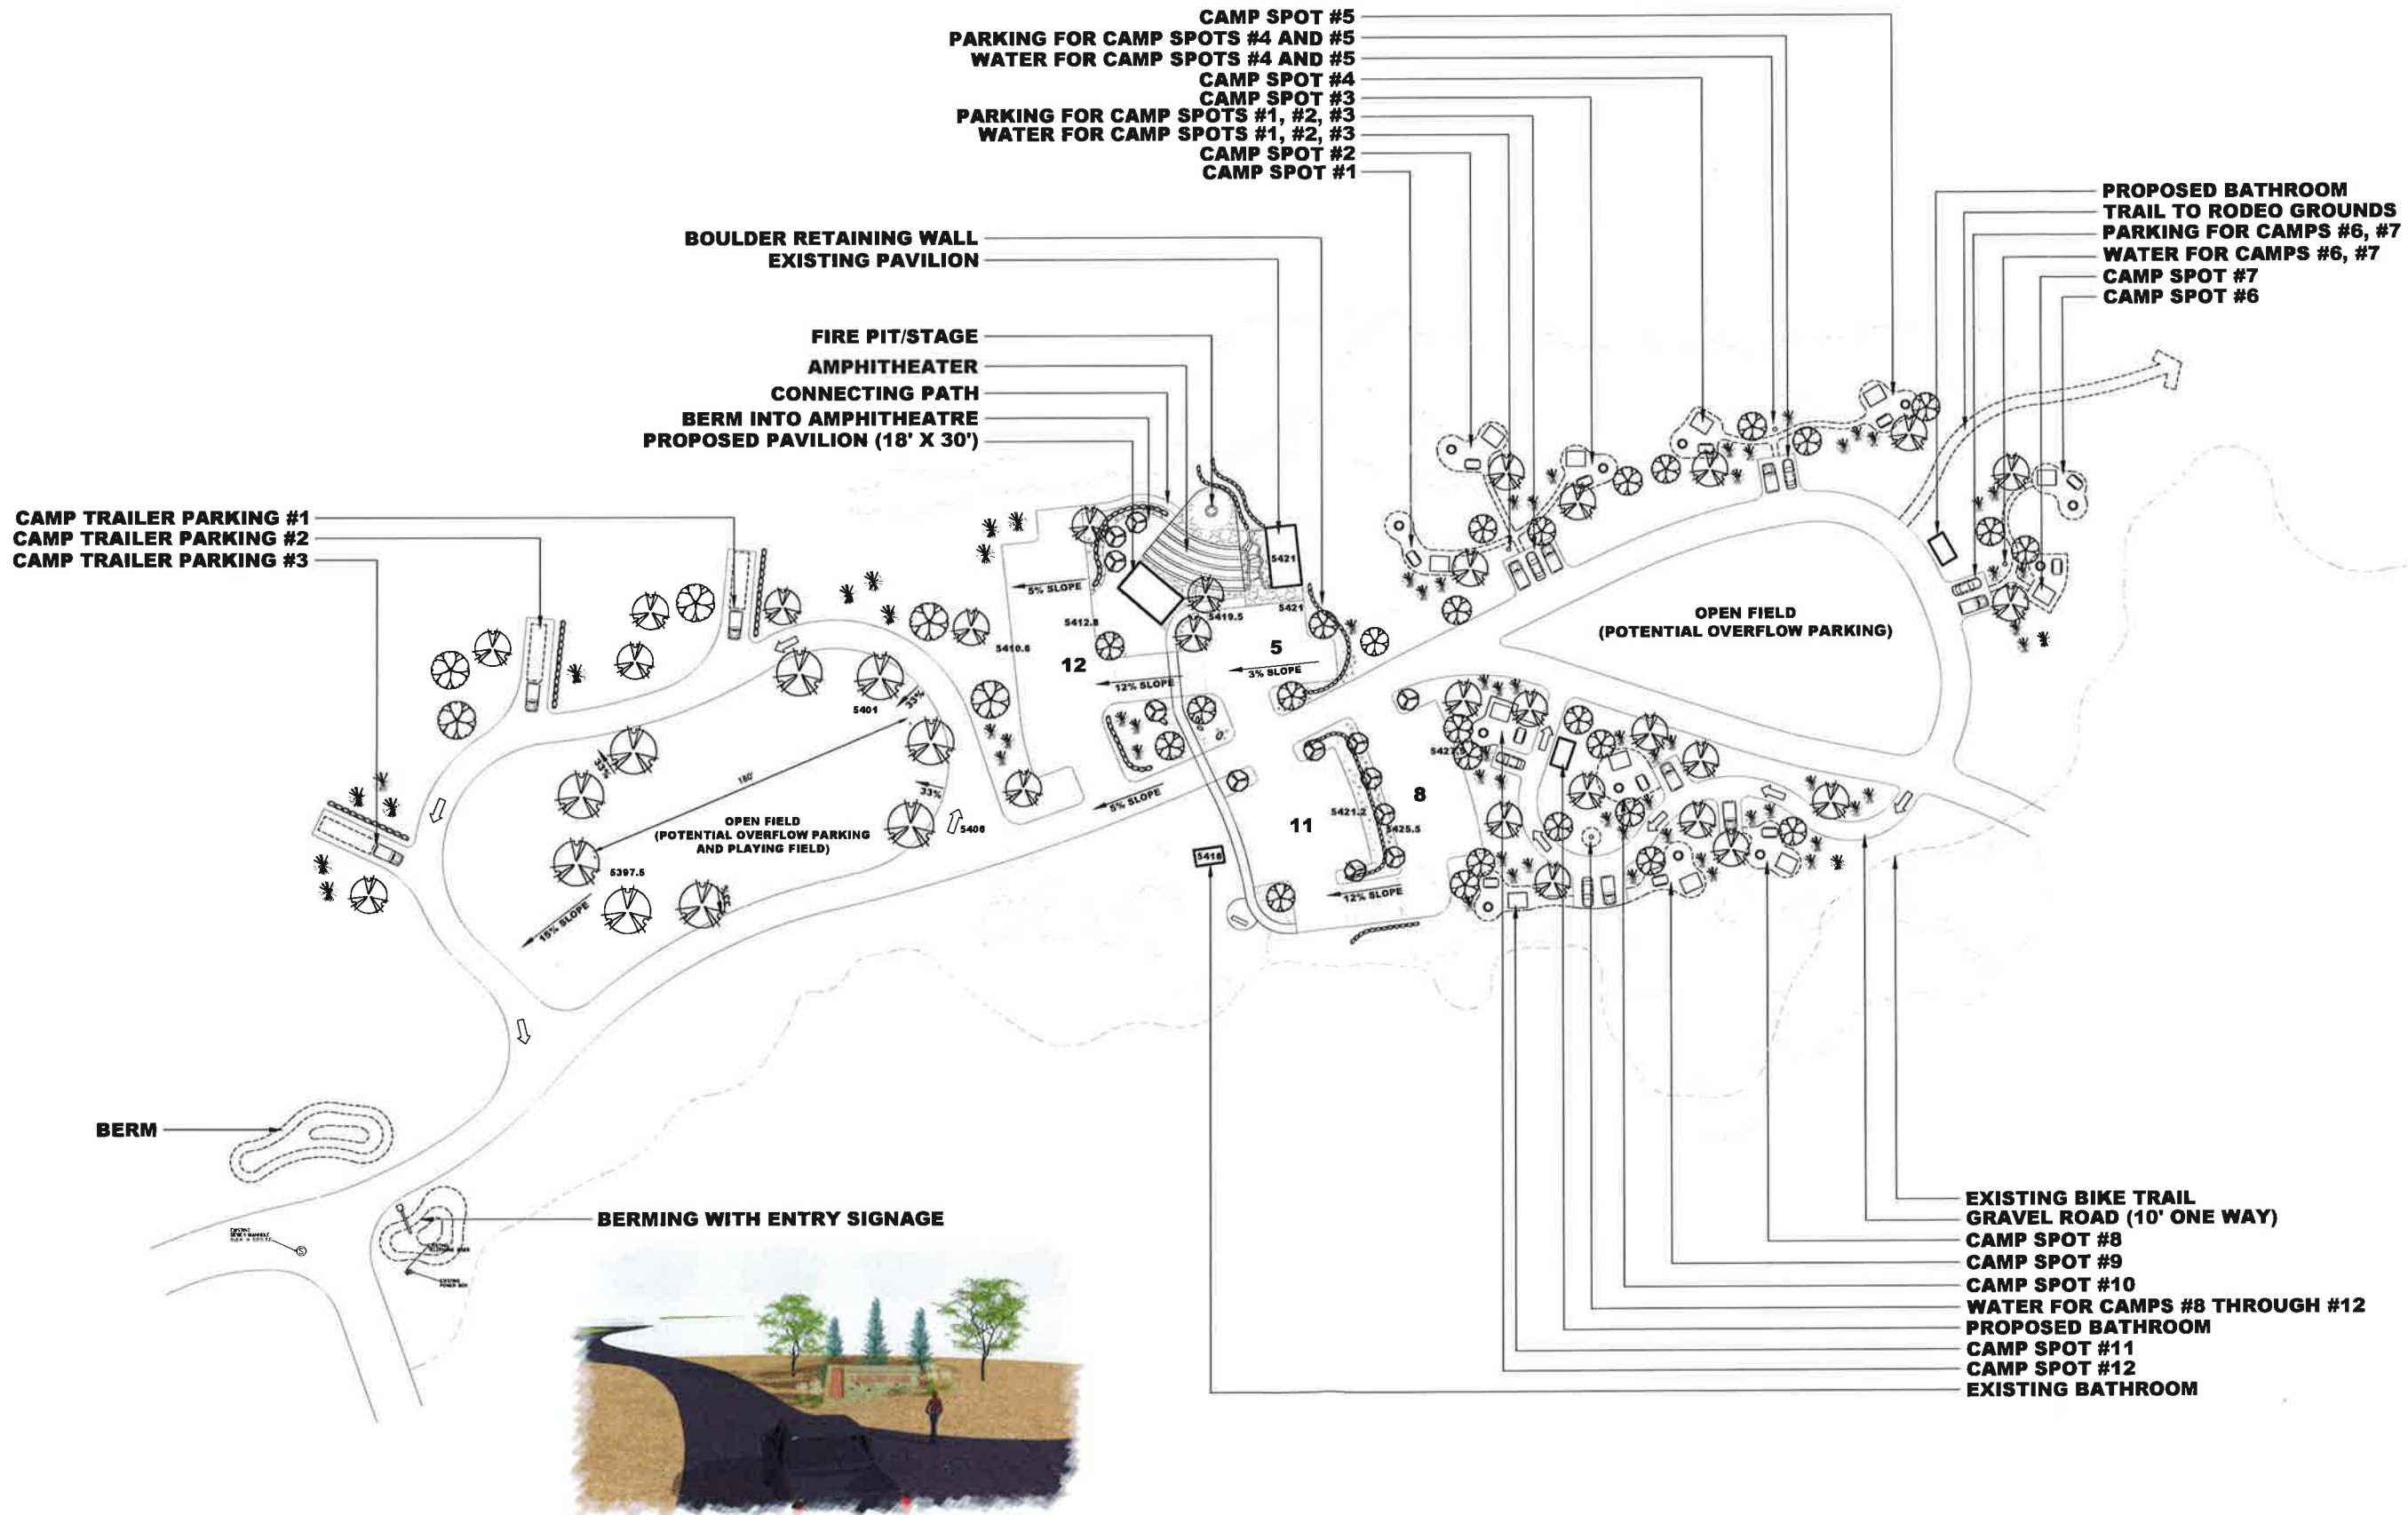 CAMP SPOT #5
PARKING FOR CAMP SPOTS #4 AND #5
WATER FOR CAMP SPOTS #4 AND #5
CAMP SPOT #4
CAMP SPOT #3
PARKING FOR CAMP SPOTS #1, #2, #3
WATER FOR CAMP SPOTS #1, #2, #3
CAMP SPOT #2
CAMP SPOT #1
PROPOSED BATHROOM
TRAIL TO RODEO GROUNDS
PARKING FOR CAMPS #6, #7
WATER FOR CAMPS #6, #7
CAMP SPOT #7
CAMP SPOT #6
BOULDER RETAINING WALL
EXISTING PAVILION
FIRE PIT/STAGE
AMPHITHEATER
CONNECTING PATH
BERM INTO AMPHITHEATRE
PROPOSED PAVILION (18' X 30')
CAMP TRAILER PARKING #1
CAMP TRAILER PARKING #2
CAMP TRAILER PARKING #3
5421
5% SLOPE
5421
5412.8
5419.5
5410.6
12
5
3% SLOPE
12% SLOPE
OPEN FIELD
(POTENTIAL OVERFLOW PARKING)
33%
5401
33%
180'
33%
5% SLOPE
OPEN FIELD
(POTENTIAL OVERFLOW PARKING
AND PLAYING FIELD)
5406
5397.5
33%
15% SLOPE
8
11
5421.2
5425.5
5418
12% SLOPE
BERM
BERMING WITH ENTRY SIGNAGE
EXISTING
POWER BOX
S
EXISTING BIKE TRAIL
GRAVEL ROAD (10' ONE WAY)
CAMP SPOT #8
CAMP SPOT #9
CAMP SPOT #10
WATER FOR CAMPS #8 THROUGH #12
PROPOSED BATHROOM
CAMP SPOT #11
CAMP SPOT #12
EXISTING BATHROOM